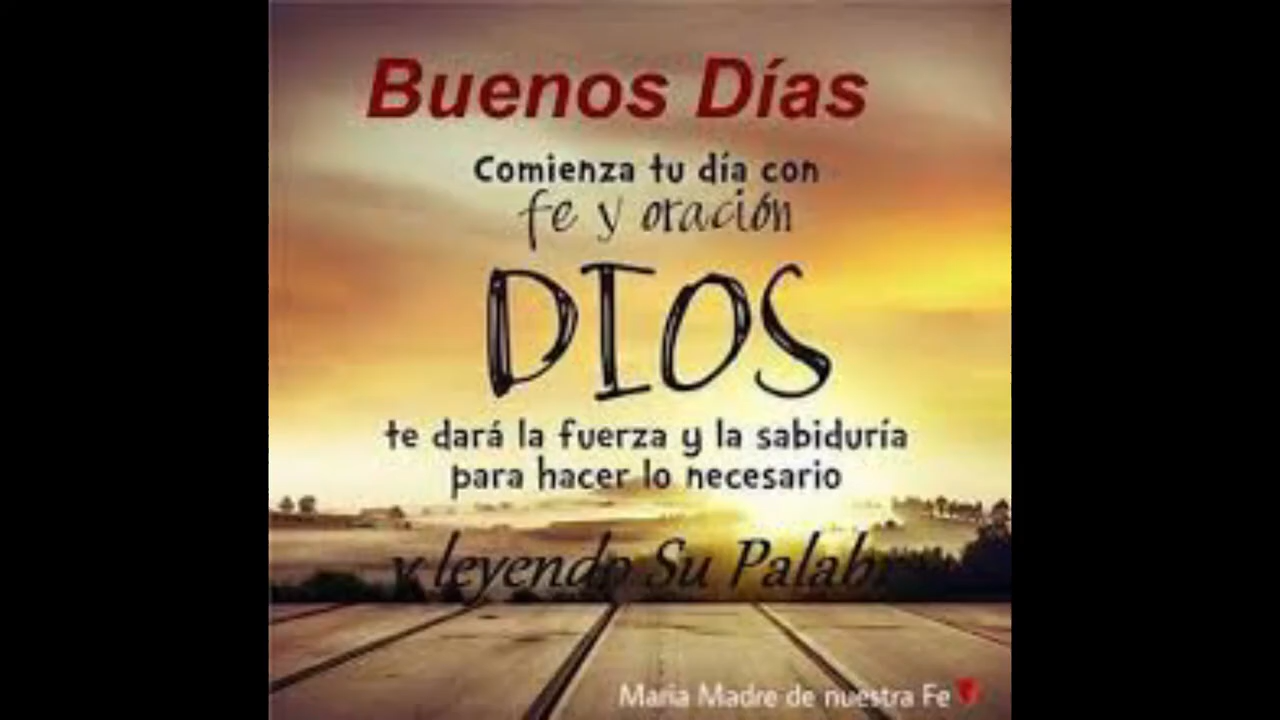 Buenos Días
Comienza tu día con
fe y oración
DIOS
te dará la fuerza y la sabiduría
para hacer lo necesario
y leyendo Su
Maria Madre de nuestra Fe